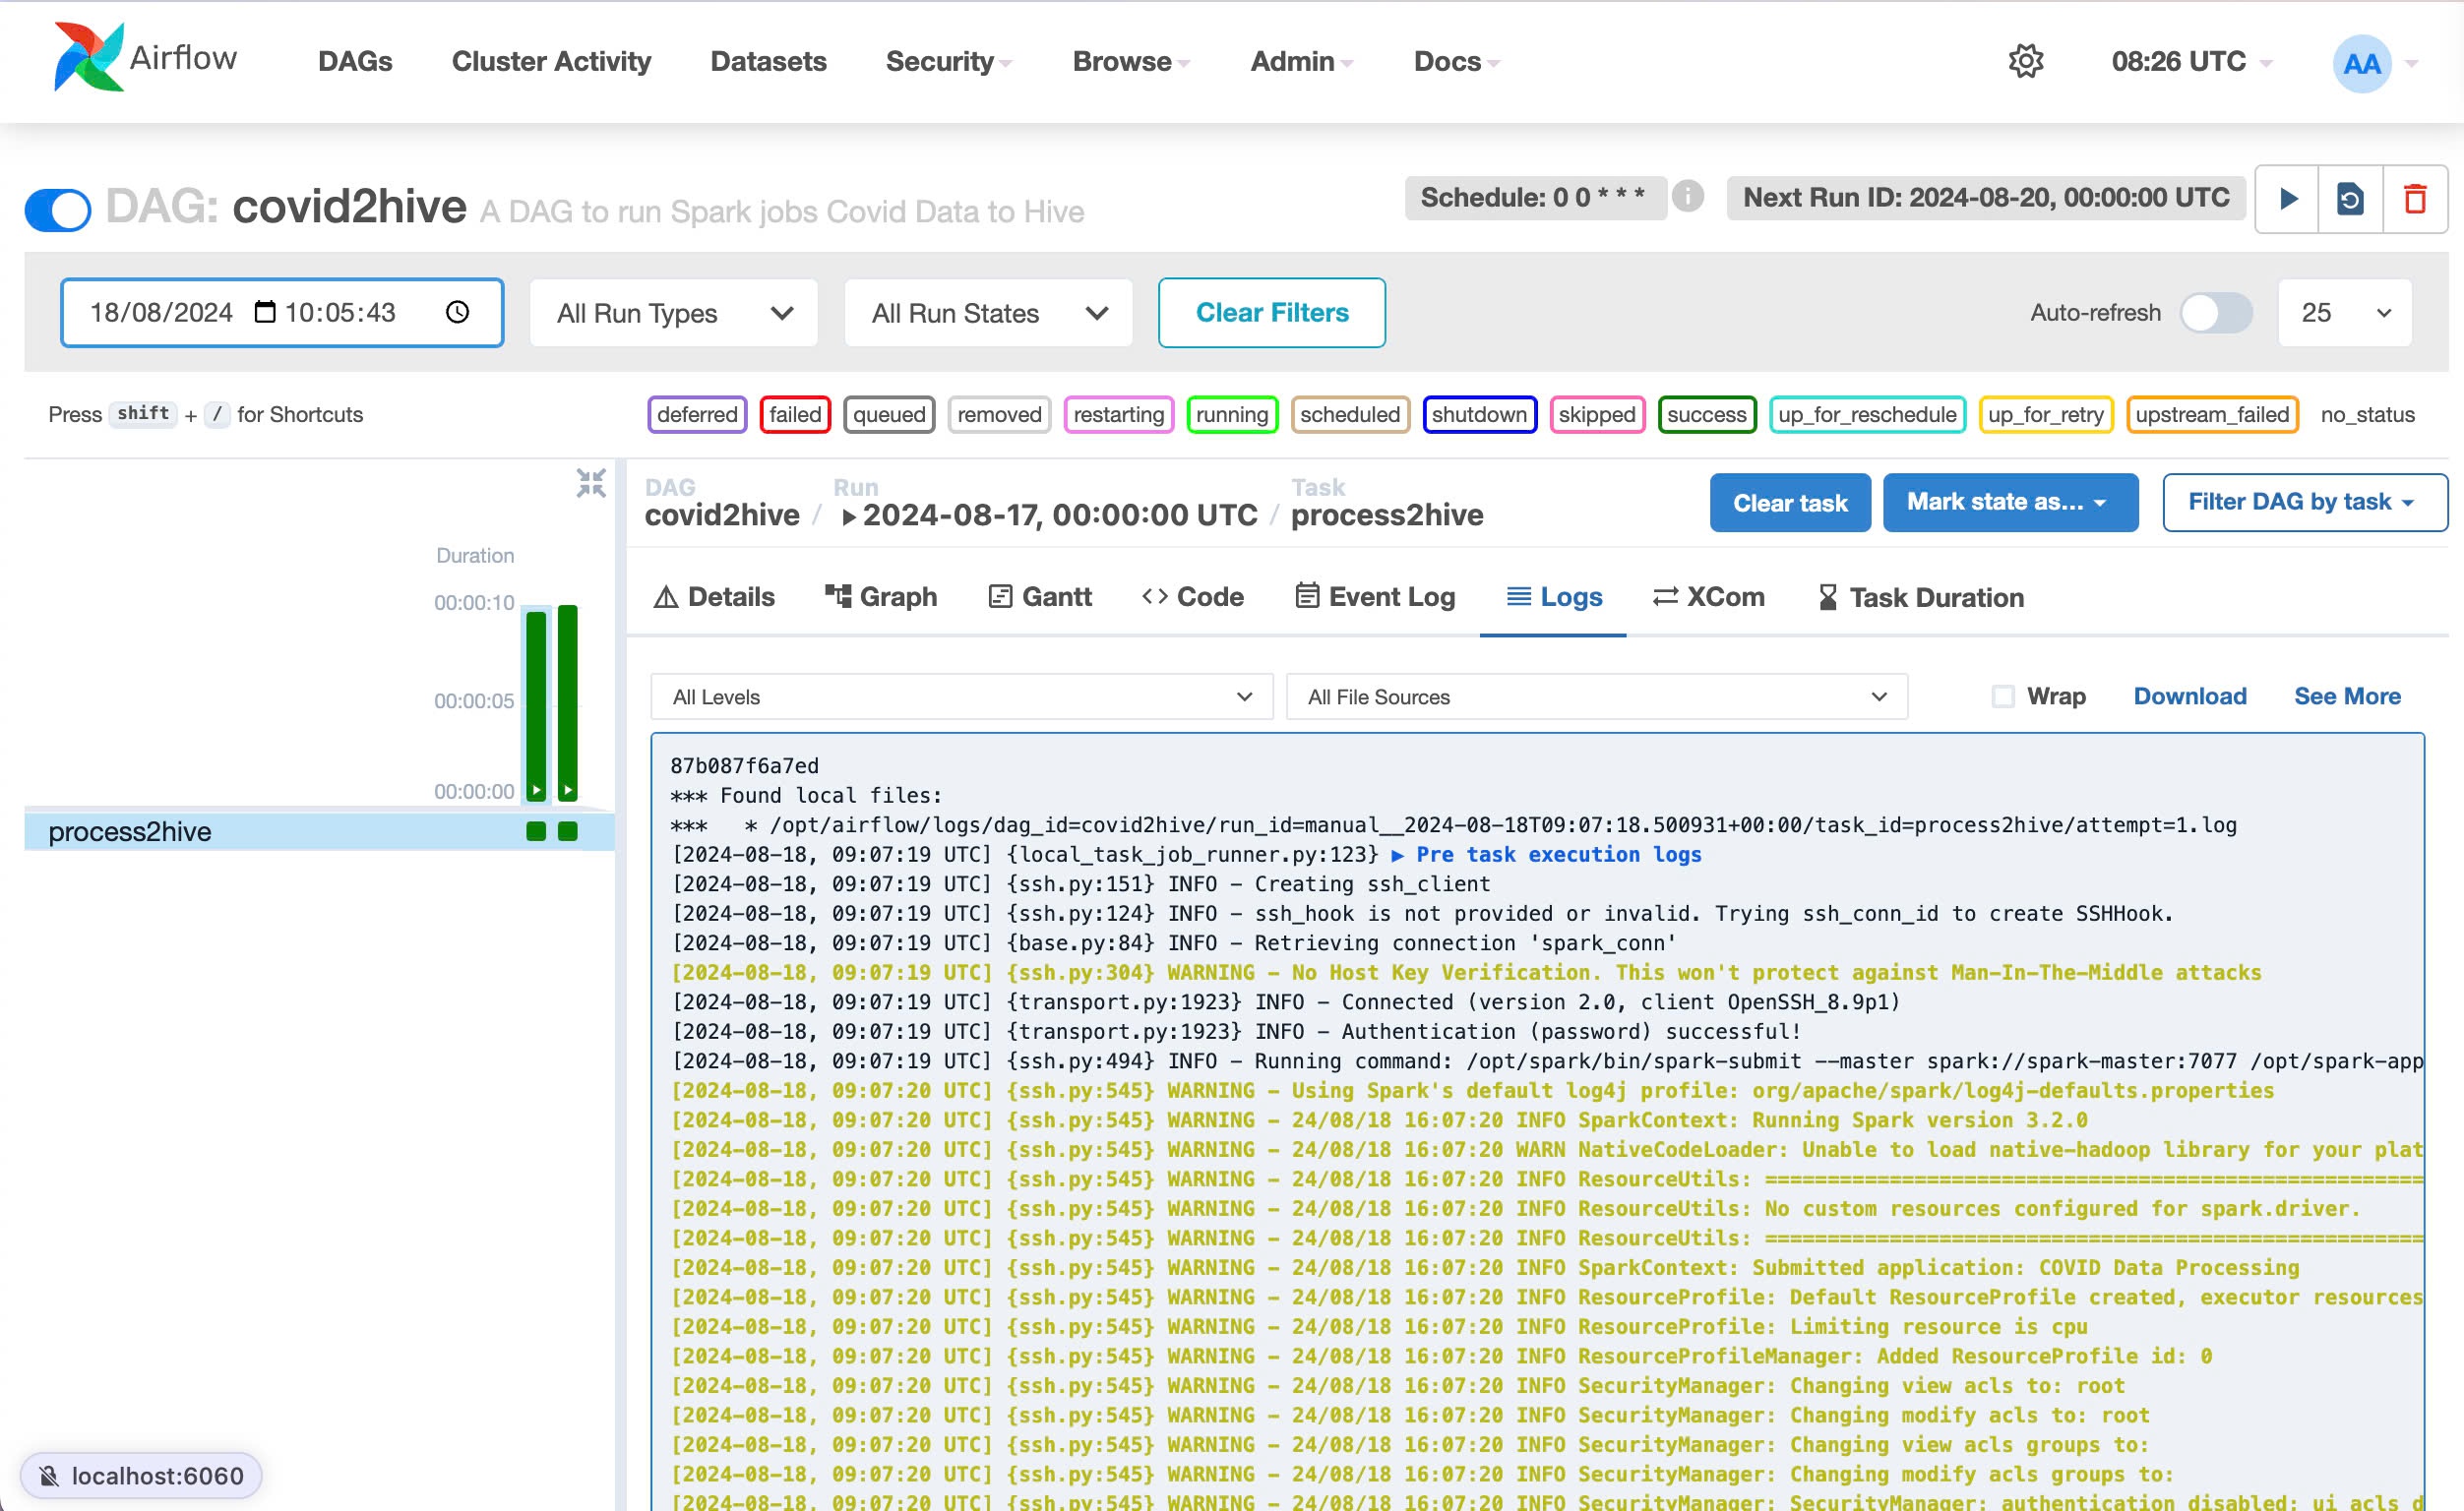 Airflow DAGs Cluster Activity Datasets Security Browse Admin Docs 08:26 UTC AA
DAG: covid2hive A DAG to run Spark jobs Covid Data to Hive Schedule: 0 0 * * * i Next Run ID: 2024-08-20, 00:00:00 UTC
18/08/2024 10:05:43 All Run Types All Run States Clear Filters Auto-refresh 25
Press shift + / for Shortcuts deferred failed queued removed restarting running scheduled shutdown skipped success up_for_reschedule up_for_retry upstream_failed no_status
Duration
00:00:10
00:00:05
00:00:00
process2hive
DAG Run Task
covid2hive / 2024-08-17, 00:00:00 UTC / process2hive
Clear task Mark state as... Filter DAG by task
Details Graph Gantt <> Code Event Log Logs XCom Task Duration
All Levels All File Sources Wrap Download See More
87b087f6a7ed
*** Found local files:
***   * /opt/airflow/logs/dag_id=covid2hive/run_id=manual__2024-08-18T09:07:18.500931+00:00/task_id=process2hive/attempt=1.log
[2024-08-18, 09:07:19 UTC] {local_task_job_runner.py:123} ▶ Pre task execution logs
[2024-08-18, 09:07:19 UTC] {ssh.py:151} INFO - Creating ssh_client
[2024-08-18, 09:07:19 UTC] {ssh.py:124} INFO - ssh_hook is not provided or invalid. Trying ssh_conn_id to create SSHHook.
[2024-08-18, 09:07:19 UTC] {base.py:84} INFO - Retrieving connection 'spark_conn'
[2024-08-18, 09:07:19 UTC] {ssh.py:304} WARNING - No Host Key Verification. This won't protect against Man-In-The-Middle attacks
[2024-08-18, 09:07:19 UTC] {transport.py:1923} INFO - Connected (version 2.0, client OpenSSH_8.9p1)
[2024-08-18, 09:07:19 UTC] {transport.py:1923} INFO - Authentication (password) successful!
[2024-08-18, 09:07:19 UTC] {ssh.py:494} INFO - Running command: /opt/spark/bin/spark-submit --master spark://spark-master:7077 /opt/spark-app
[2024-08-18, 09:07:20 UTC] {ssh.py:545} WARNING - Using Spark's default log4j profile: org/apache/spark/log4j-defaults.properties
[2024-08-18, 09:07:20 UTC] {ssh.py:545} WARNING - 24/08/18 16:07:20 INFO SparkContext: Running Spark version 3.2.0
[2024-08-18, 09:07:20 UTC] {ssh.py:545} WARNING - 24/08/18 16:07:20 WARN NativeCodeLoader: Unable to load native-hadoop library for your plat
[2024-08-18, 09:07:20 UTC] {ssh.py:545} WARNING - 24/08/18 16:07:20 INFO ResourceUtils: =====================================================
[2024-08-18, 09:07:20 UTC] {ssh.py:545} WARNING - 24/08/18 16:07:20 INFO ResourceUtils: No custom resources configured for spark.driver.
[2024-08-18, 09:07:20 UTC] {ssh.py:545} WARNING - 24/08/18 16:07:20 INFO ResourceUtils: =====================================================
[2024-08-18, 09:07:20 UTC] {ssh.py:545} WARNING - 24/08/18 16:07:20 INFO SparkContext: Submitted application: COVID Data Processing
[2024-08-18, 09:07:20 UTC] {ssh.py:545} WARNING - 24/08/18 16:07:20 INFO ResourceProfile: Default ResourceProfile created, executor resources
[2024-08-18, 09:07:20 UTC] {ssh.py:545} WARNING - 24/08/18 16:07:20 INFO ResourceProfile: Limiting resource is cpu
[2024-08-18, 09:07:20 UTC] {ssh.py:545} WARNING - 24/08/18 16:07:20 INFO ResourceProfileManager: Added ResourceProfile id: 0
[2024-08-18, 09:07:20 UTC] {ssh.py:545} WARNING - 24/08/18 16:07:20 INFO SecurityManager: Changing view acls to: root
[2024-08-18, 09:07:20 UTC] {ssh.py:545} WARNING - 24/08/18 16:07:20 INFO SecurityManager: Changing modify acls to: root
[2024-08-18, 09:07:20 UTC] {ssh.py:545} WARNING - 24/08/18 16:07:20 INFO SecurityManager: Changing view acls groups to:
[2024-08-18, 09:07:20 UTC] {ssh.py:545} WARNING - 24/08/18 16:07:20 INFO SecurityManager: Changing modify acls groups to:
[2024-08-18, 09:07:20 UTC] {ssh.py:545} WARNING - 24/08/18 16:07:20 INFO SecurityManager: SecurityManager: authentication disabled; ui acls d
localhost:6060